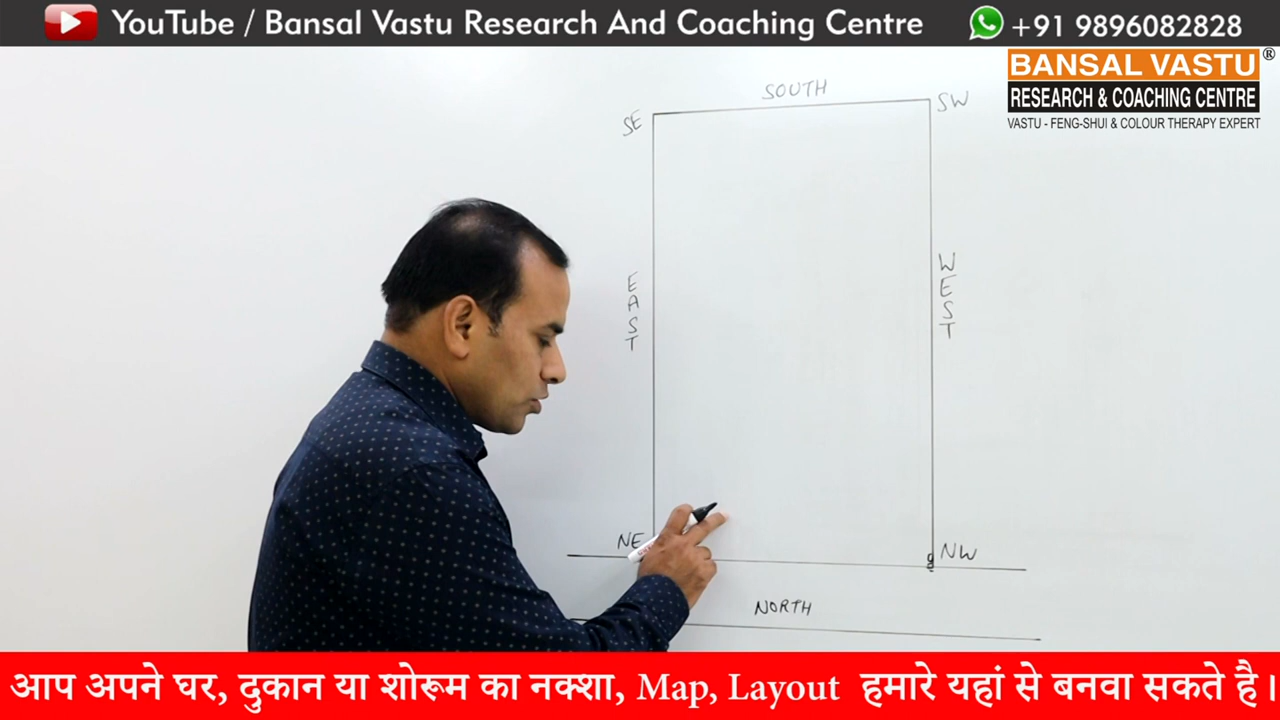 YouTube / Bansal Vastu Research And Coaching Centre
+91 9896082828
BANSAL VASTU®
RESEARCH & COACHING CENTRE
VASTU - FENG-SHUI & COLOUR THERAPY EXPERT
SOUTH
SE
SW
EAST
WEST
NE
NW
NORTH
आप अपने घर, दुकान या शोरूम का नक्शा, Map, Layout हमारे यहां से बनवा सकते है।